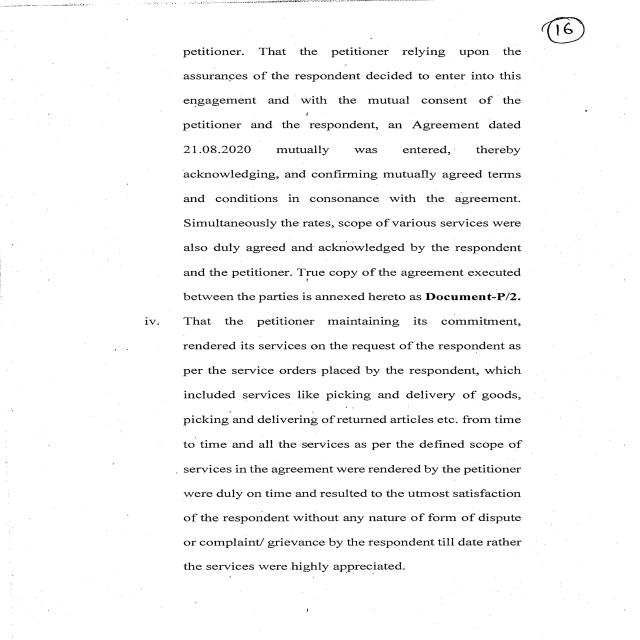 16
petitioner. That the petitioner relying upon the
assurances of the respondent decided to enter into this
engagement and with the mutual consent of the
petitioner and the respondent, an Agreement dated
21.08.2020 mutually was entered, thereby
acknowledging, and confirming mutually agreed terms
and conditions in consonance with the agreement.
Simultaneously the rates, scope of various services were
also duly agreed and acknowledged by the respondent
and the petitioner. True copy of the agreement executed
between the parties is annexed hereto as Document-P/2.
iv. That the petitioner maintaining its commitment,
rendered its services on the request of the respondent as
per the service orders placed by the respondent, which
included services like picking and delivery of goods,
picking and delivering of returned articles etc. from time
to time and all the services as per the defined scope of
services in the agreement were rendered by the petitioner
were duly on time and resulted to the utmost satisfaction
of the respondent without any nature of form of dispute
or complaint/ grievance by the respondent till date rather
the services were highly appreciated.